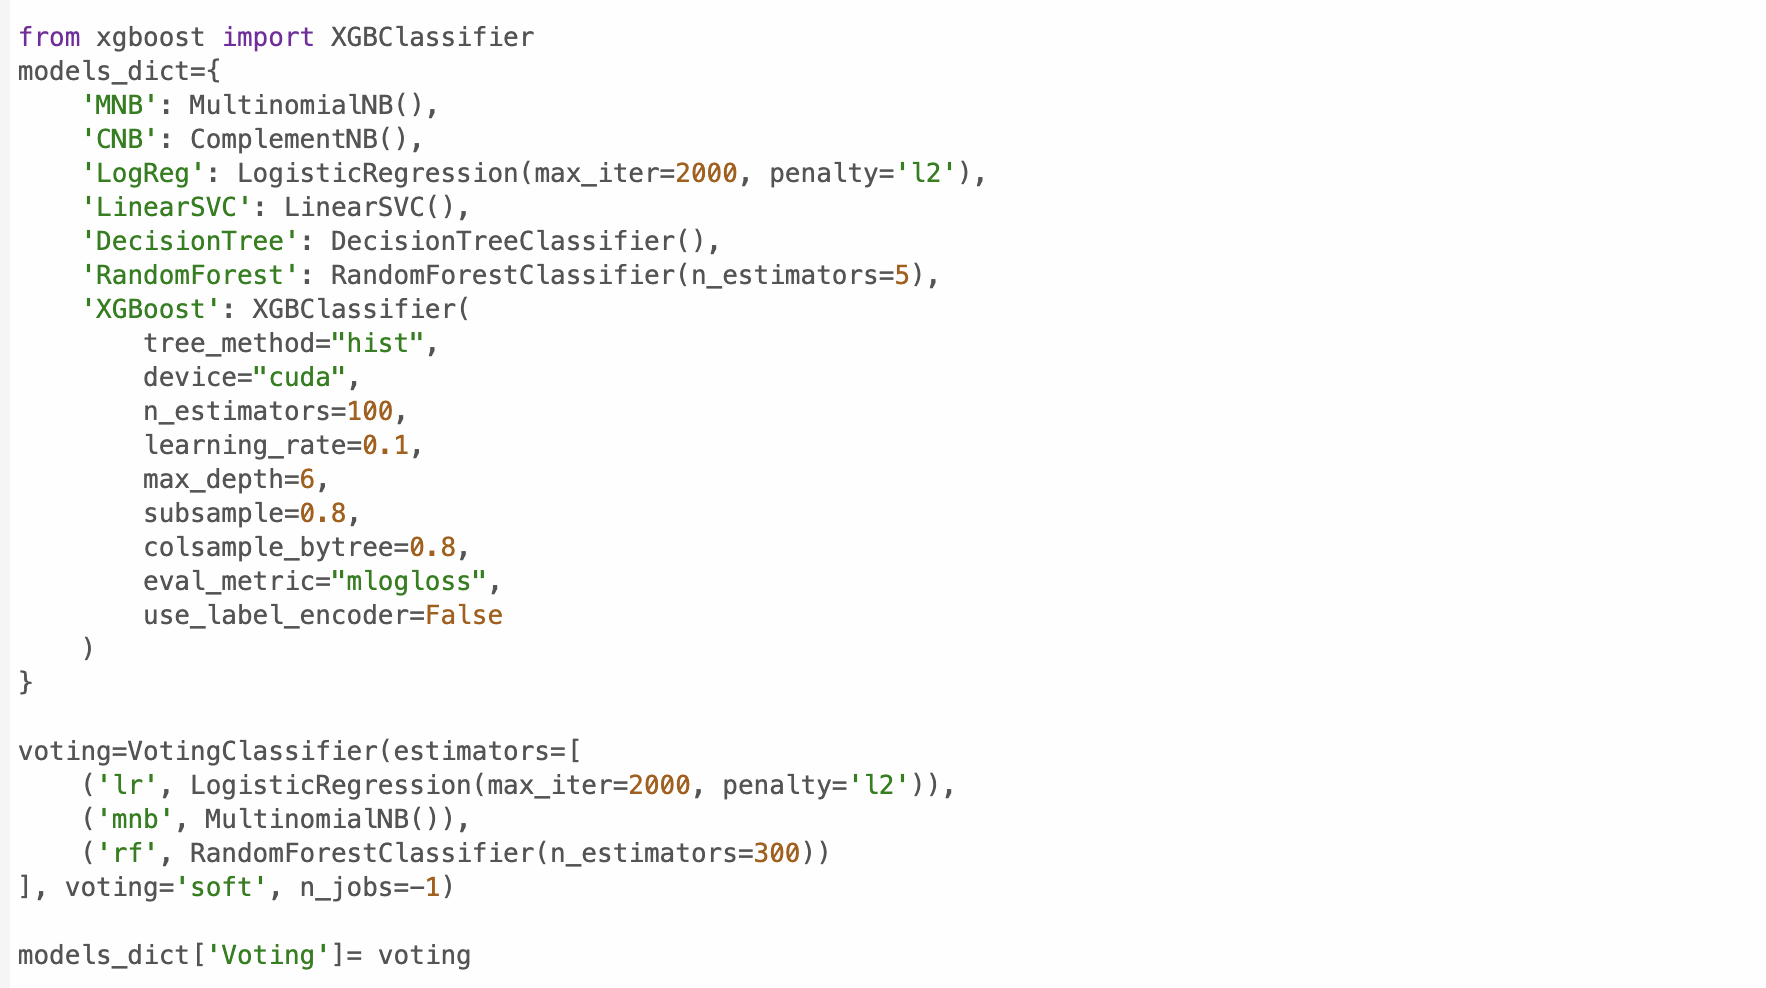 from xgboost import XGBClassifier
models_dict={
    'MNB': MultinomialNB(),
    'CNB': ComplementNB(),
    'LogReg': LogisticRegression(max_iter=2000, penalty='l2'),
    'LinearSVC': LinearSVC(),
    'DecisionTree': DecisionTreeClassifier(),
    'RandomForest': RandomForestClassifier(n_estimators=5),
    'XGBoost': XGBClassifier(
        tree_method="hist",
        device="cuda",
        n_estimators=100,
        learning_rate=0.1,
        max_depth=6,
        subsample=0.8,
        colsample_bytree=0.8,
        eval_metric="mlogloss",
        use_label_encoder=False
    )
}

voting=VotingClassifier(estimators=[
    ('lr', LogisticRegression(max_iter=2000, penalty='l2')),
    ('mnb', MultinomialNB()),
    ('rf', RandomForestClassifier(n_estimators=300))
], voting='soft', n_jobs=-1)

models_dict['Voting']= voting